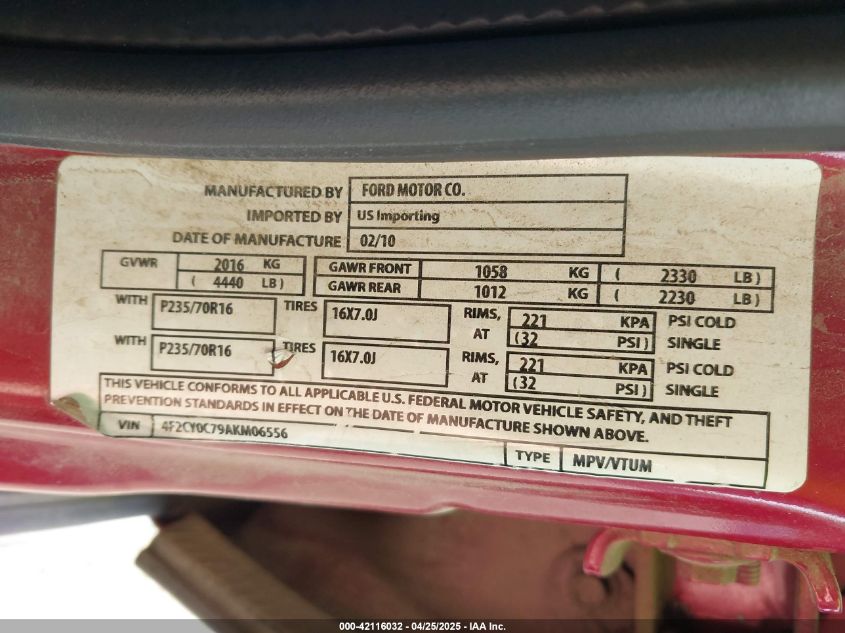 MANUFACTURED BY FORD MOTOR CO.
IMPORTED BY US Importing
DATE OF MANUFACTURE 02/10
GVWR 2016 KG GAWR FRONT 1058 KG ( 2330 LB )
( 4440 LB ) GAWR REAR 1012 KG ( 2230 LB )
WITH P235/70R16 TIRES 16X7.0J RIMS, AT 221 KPA PSI COLD
(32 PSI ) SINGLE
WITH P235/70R16 TIRES 16X7.0J RIMS, AT 221 KPA PSI COLD
(32 PSI ) SINGLE
THIS VEHICLE CONFORMS TO ALL APPLICABLE U.S. FEDERAL MOTOR VEHICLE SAFETY, AND THEFT
PREVENTION STANDARDS IN EFFECT ON THE DATE OF MANUFACTURE SHOWN ABOVE.
VIN 4F2CY0C79AKM06556
TYPE MPV/VTUM
000-42116032 - 04/25/2025 - IAA Inc.